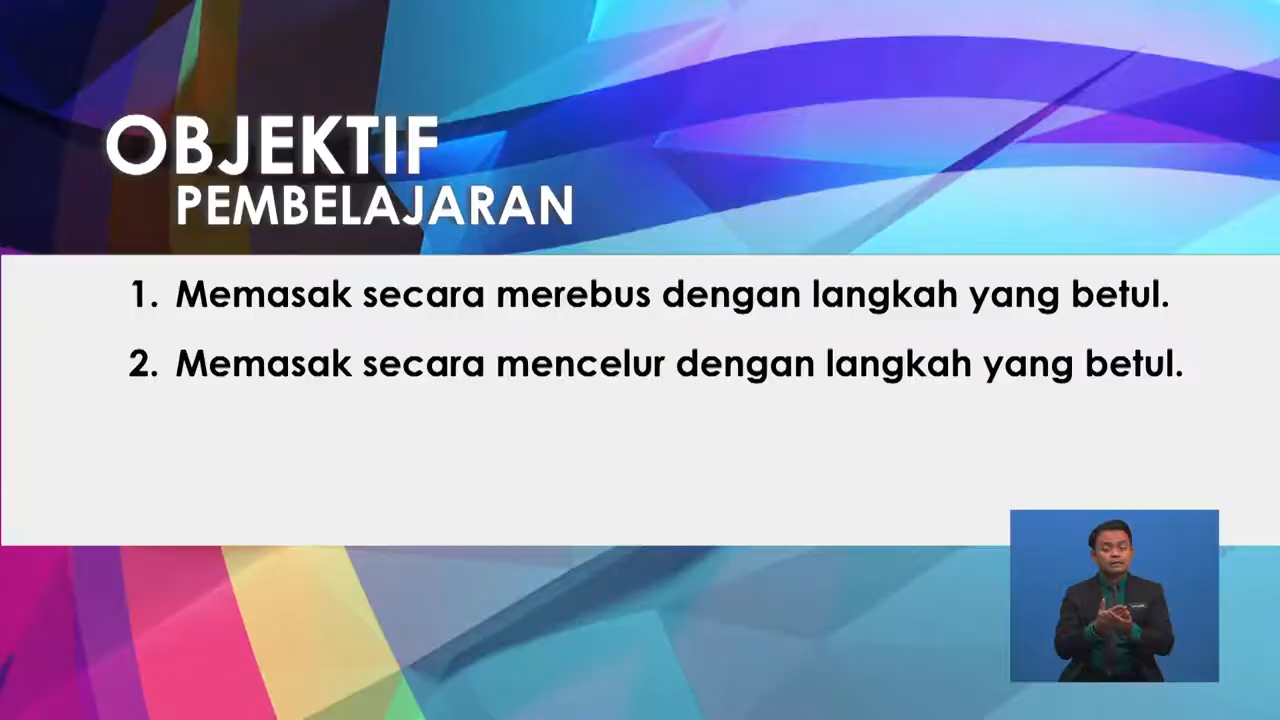 OBJEKTIF
PEMBELAJARAN
1. Memasak secara merebus dengan langkah yang betul.
2. Memasak secara mencelur dengan langkah yang betul.